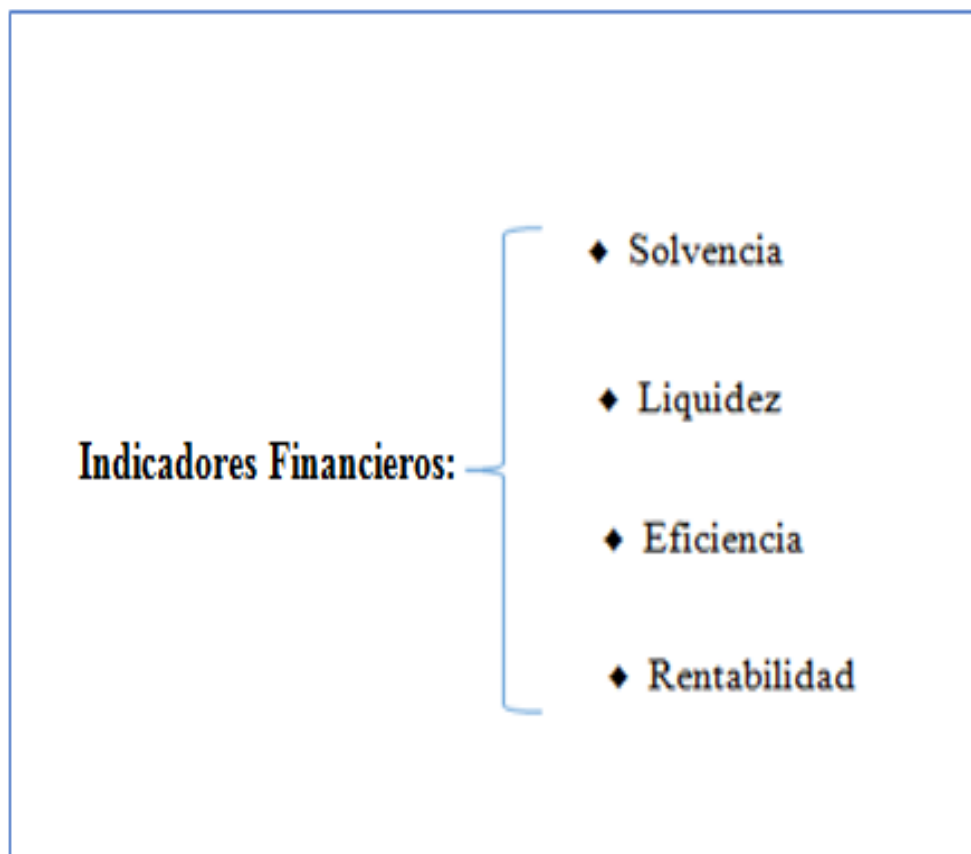 Indicadores Financieros:
♦ Solvencia
♦ Liquidez
♦ Eficiencia
♦ Rentabilidad